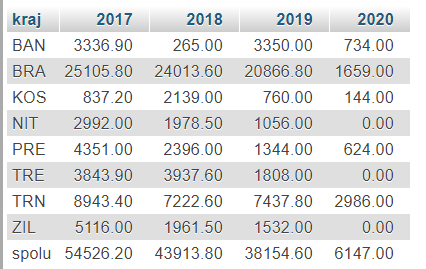 kraj 2017 2018 2019 2020
BAN 3336.90 265.00 3350.00 734.00
BRA 25105.80 24013.60 20866.80 1659.00
KOS 837.20 2139.00 760.00 144.00
NIT 2992.00 1978.50 1056.00 0.00
PRE 4351.00 2396.00 1344.00 624.00
TRE 3843.90 3937.60 1808.00 0.00
TRN 8943.40 7222.60 7437.80 2986.00
ZIL 5116.00 1961.50 1532.00 0.00
spolu 54526.20 43913.80 38154.60 6147.00